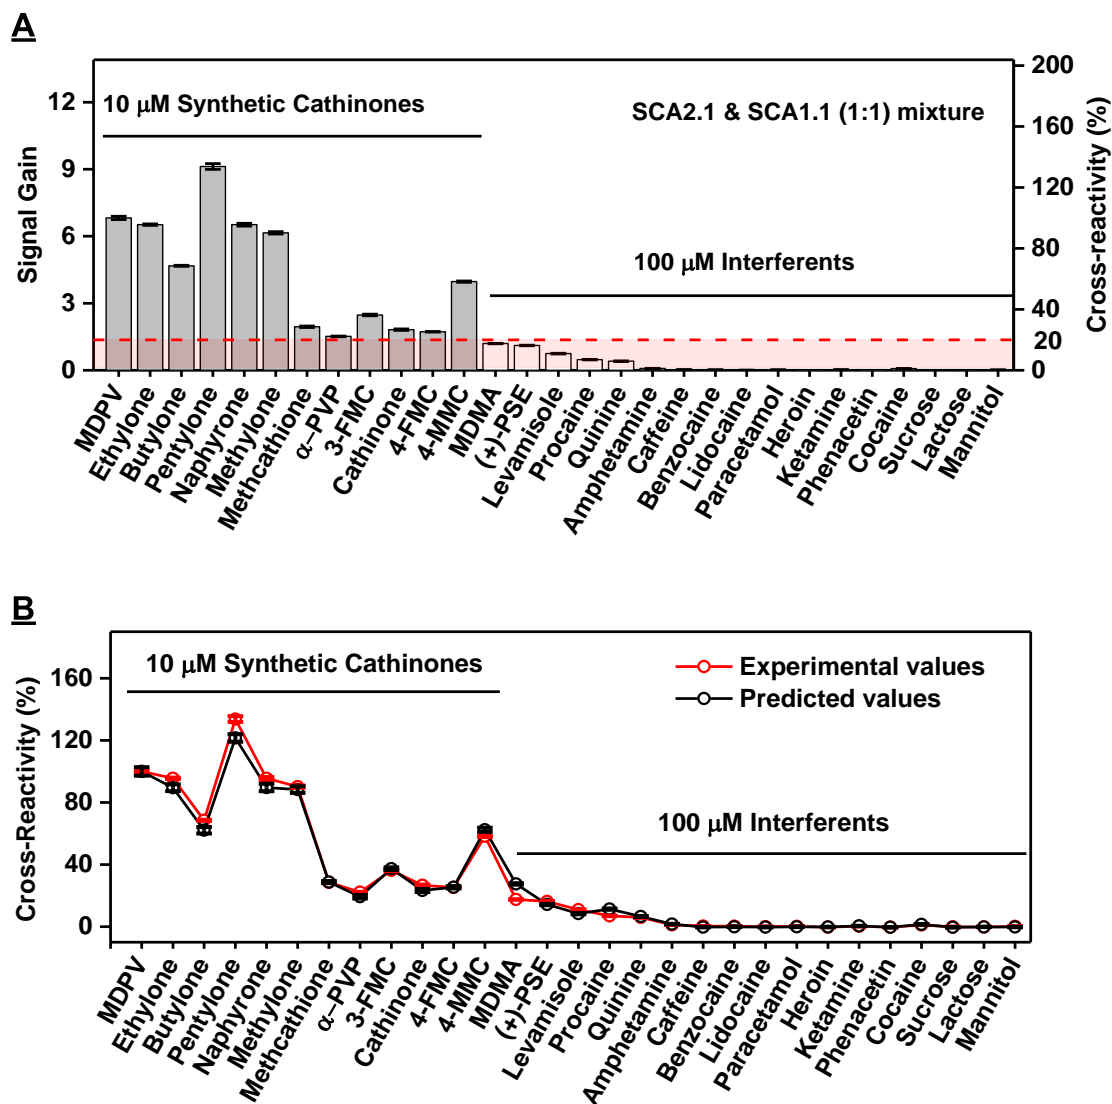 A
10 μM Synthetic Cathinones
SCA2.1 & SCA1.1 (1:1) mixture
100 μM Interferents
Signal Gain
12
9
6
3
0
Cross-reactivity (%)
200
160
120
80
40
20
0
MDPV
Ethylone
Butylone
Pentylone
Naphyrone
Methylone
Methcathione
α−PVP
3-FMC
Cathinone
4-FMC
4-MMC
MDMA
(+)-PSE
Levamisole
Procaine
Quinine
Amphetamine
Caffeine
Benzocaine
Lidocaine
Paracetamol
Heroin
Ketamine
Phenacetin
Cocaine
Sucrose
Lactose
Mannitol
B
10 μM Synthetic Cathinones
Experimental values
Predicted values
100 μM Interferents
Cross-Reactivity (%)
160
120
80
40
0
MDPV
Ethylone
Butylone
Pentylone
Naphyrone
Methylone
Methcathione
α−PVP
3-FMC
Cathinone
4-FMC
4-MMC
MDMA
(+)-PSE
Levamisole
Procaine
Quinine
Amphetamine
Caffeine
Benzocaine
Lidocaine
Paracetamol
Heroin
Ketamine
Phenacetin
Cocaine
Sucrose
Lactose
Mannitol